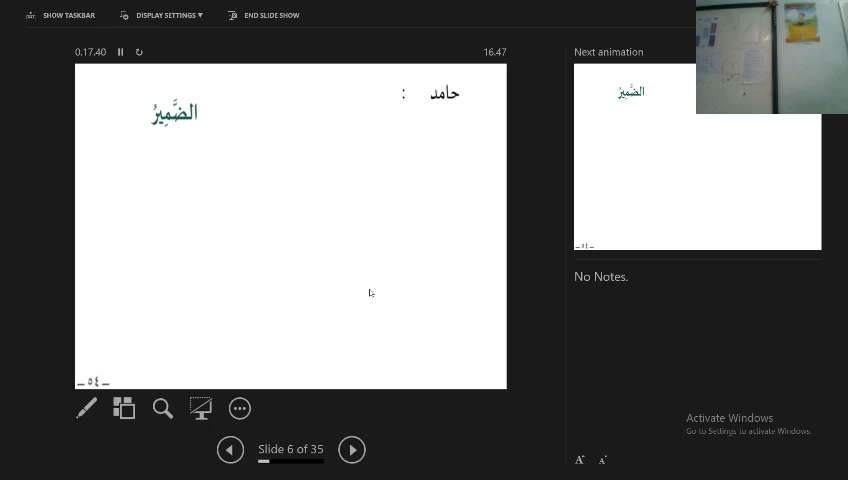 SHOW TASKBAR
DISPLAY SETTINGS ▼
END SLIDE SHOW
0.17.40
16.47
Next animation
حامد :
الضَّمِيرُ
ـ ٥٤ ـ
الضَّمِيرُ
ـ ٥٤ ـ
No Notes.
Slide 6 of 35
Activate Windows
Go to Settings to activate Windows.
A A